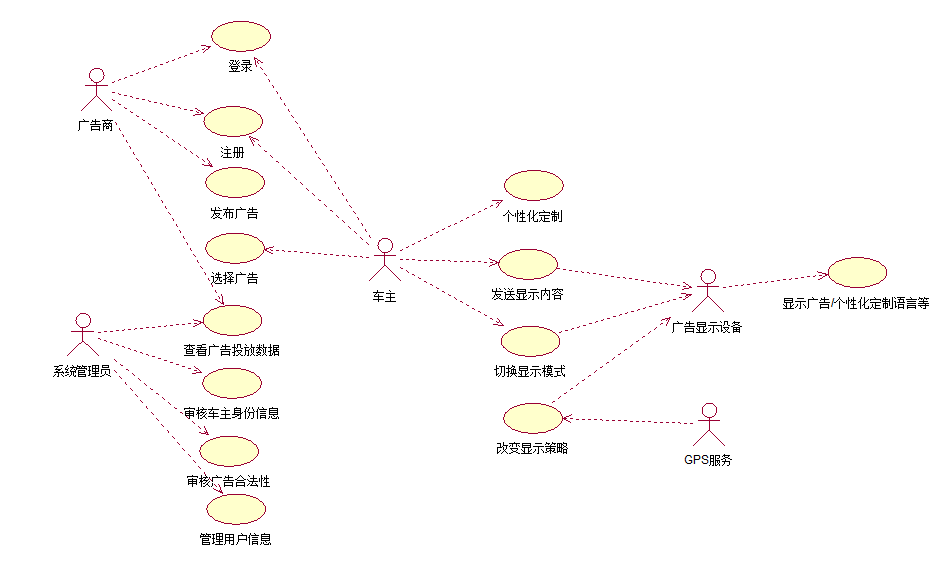 登录
广告商
注册
发布广告
个性化定制
选择广告
车主
发送显示内容
显示广告/个性化定制语言等
广告显示设备
查看广告投放数据
系统管理员
切换显示模式
审核车主身份信息
改变显示策略
GPS服务
审核广告合法性
管理用户信息